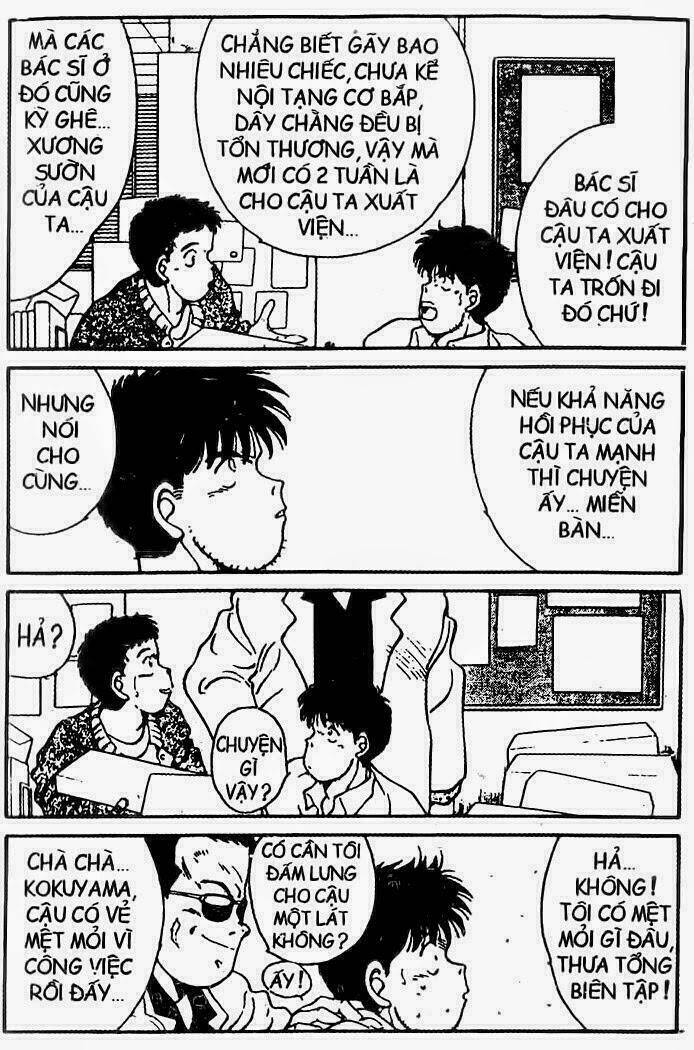 MÀ CÁC
BÁC SĨ Ở
ĐÓ CŨNG
KỲ GHÊ...
XƯƠNG
SƯỜN
CỦA CẬU
TA...
CHẲNG BIẾT GÃY BAO
NHIÊU CHIẾC, CHƯA KỂ
NỘI TẠNG CƠ BẮP,
DÂY CHẰNG ĐỀU BỊ
TỔN THƯƠNG, VẬY MÀ
MỚI CÓ 2 TUẦN LÀ
CHO CẬU TA XUẤT
VIỆN...
BÁC SĨ
ĐÂU CÓ CHO
CẬU TA XUẤT
VIỆN! CẬU
TA TRỐN ĐI
ĐÓ CHỨ!
NHƯNG
NÓI
CHO
CÙNG...
NẾU KHẢ NĂNG
HỒI PHỤC CỦA
CẬU TA MẠNH
THÌ CHUYỆN
ẤY... MIỄN
BÀN...
HẢ?
CHUYỆN
GÌ
VẬY?
CHÀ CHÀ...
KOKUYAMA,
CẬU CÓ VẺ
MỆT MỎI VÌ
CÔNG VIỆC
RỒI ĐẤY...
CÓ CẦN TÔI
ĐẤM LƯNG
CHO CẬU
MỘT LÁT
KHÔNG?
ẤY!
HẢ...
KHÔNG!
TÔI CÓ MỆT
MỎI GÌ ĐÂU,
THƯA TỔNG
BIÊN TẬP!